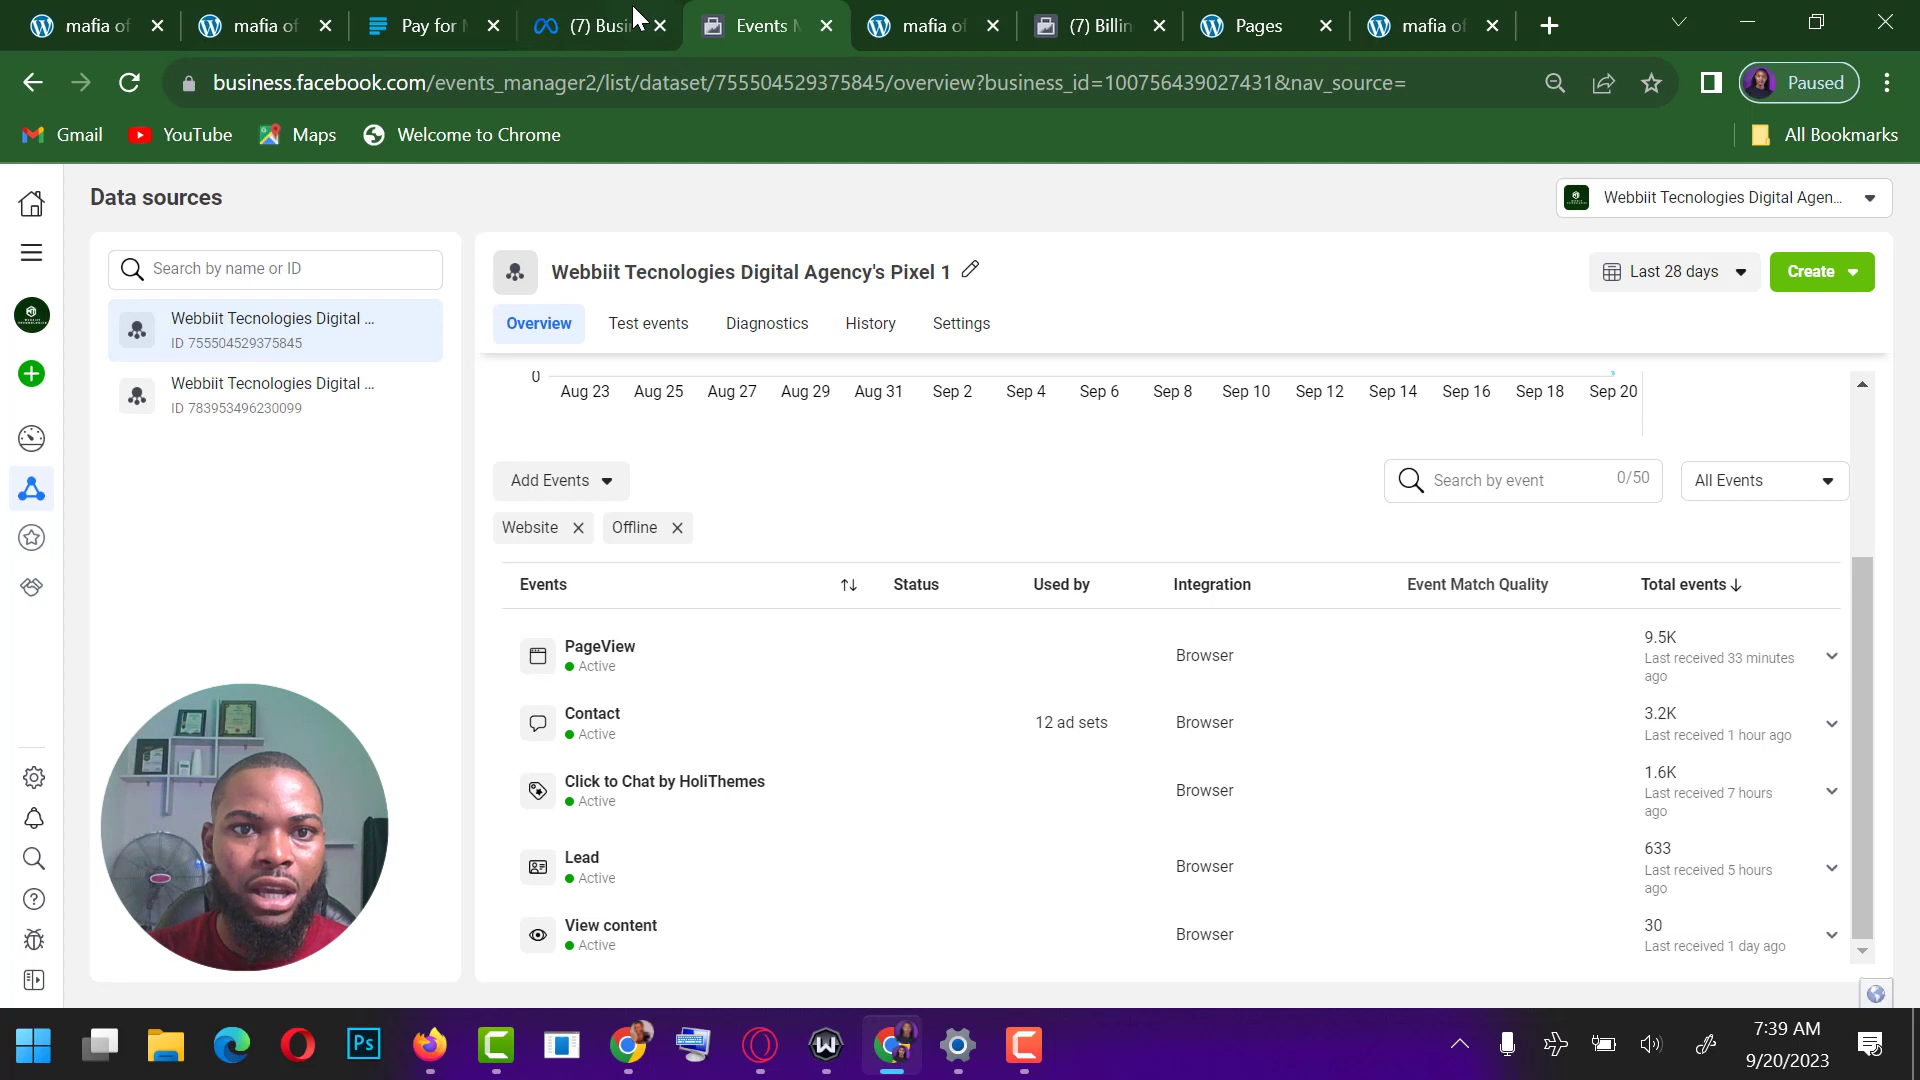 mafia of
mafia of
Pay for
(7) Busi
Events M
mafia of
(7) Billin
Pages
mafia of
business.facebook.com/events_manager2/list/dataset/755504529375845/overview?business_id=100756439027431&nav_source=
Paused
Gmail
YouTube
Maps
Welcome to Chrome
All Bookmarks
Data sources
Webbiit Tecnologies Digital Agen...
Search by name or ID
Webbiit Tecnologies Digital ...
ID 755504529375845
Webbiit Tecnologies Digital ...
ID 783953496230099
Webbiit Tecnologies Digital Agency's Pixel 1
Last 28 days
Create
Overview
Test events
Diagnostics
History
Settings
0
Aug 23 Aug 25 Aug 27 Aug 29 Aug 31 Sep 2 Sep 4 Sep 6 Sep 8 Sep 10 Sep 12 Sep 14 Sep 16 Sep 18 Sep 20
Add Events
Search by event
0/50
All Events
Website
Offline
Events Status Used by Integration Event Match Quality Total events
PageView
Active
Browser
9.5K
Last received 33 minutes
ago
Contact
Active
12 ad sets
Browser
3.2K
Last received 1 hour ago
Click to Chat by HoliThemes
Active
Browser
1.6K
Last received 7 hours
ago
Lead
Active
Browser
633
Last received 5 hours
ago
View content
Active
Browser
30
Last received 1 day ago
Ps
7:39 AM
9/20/2023